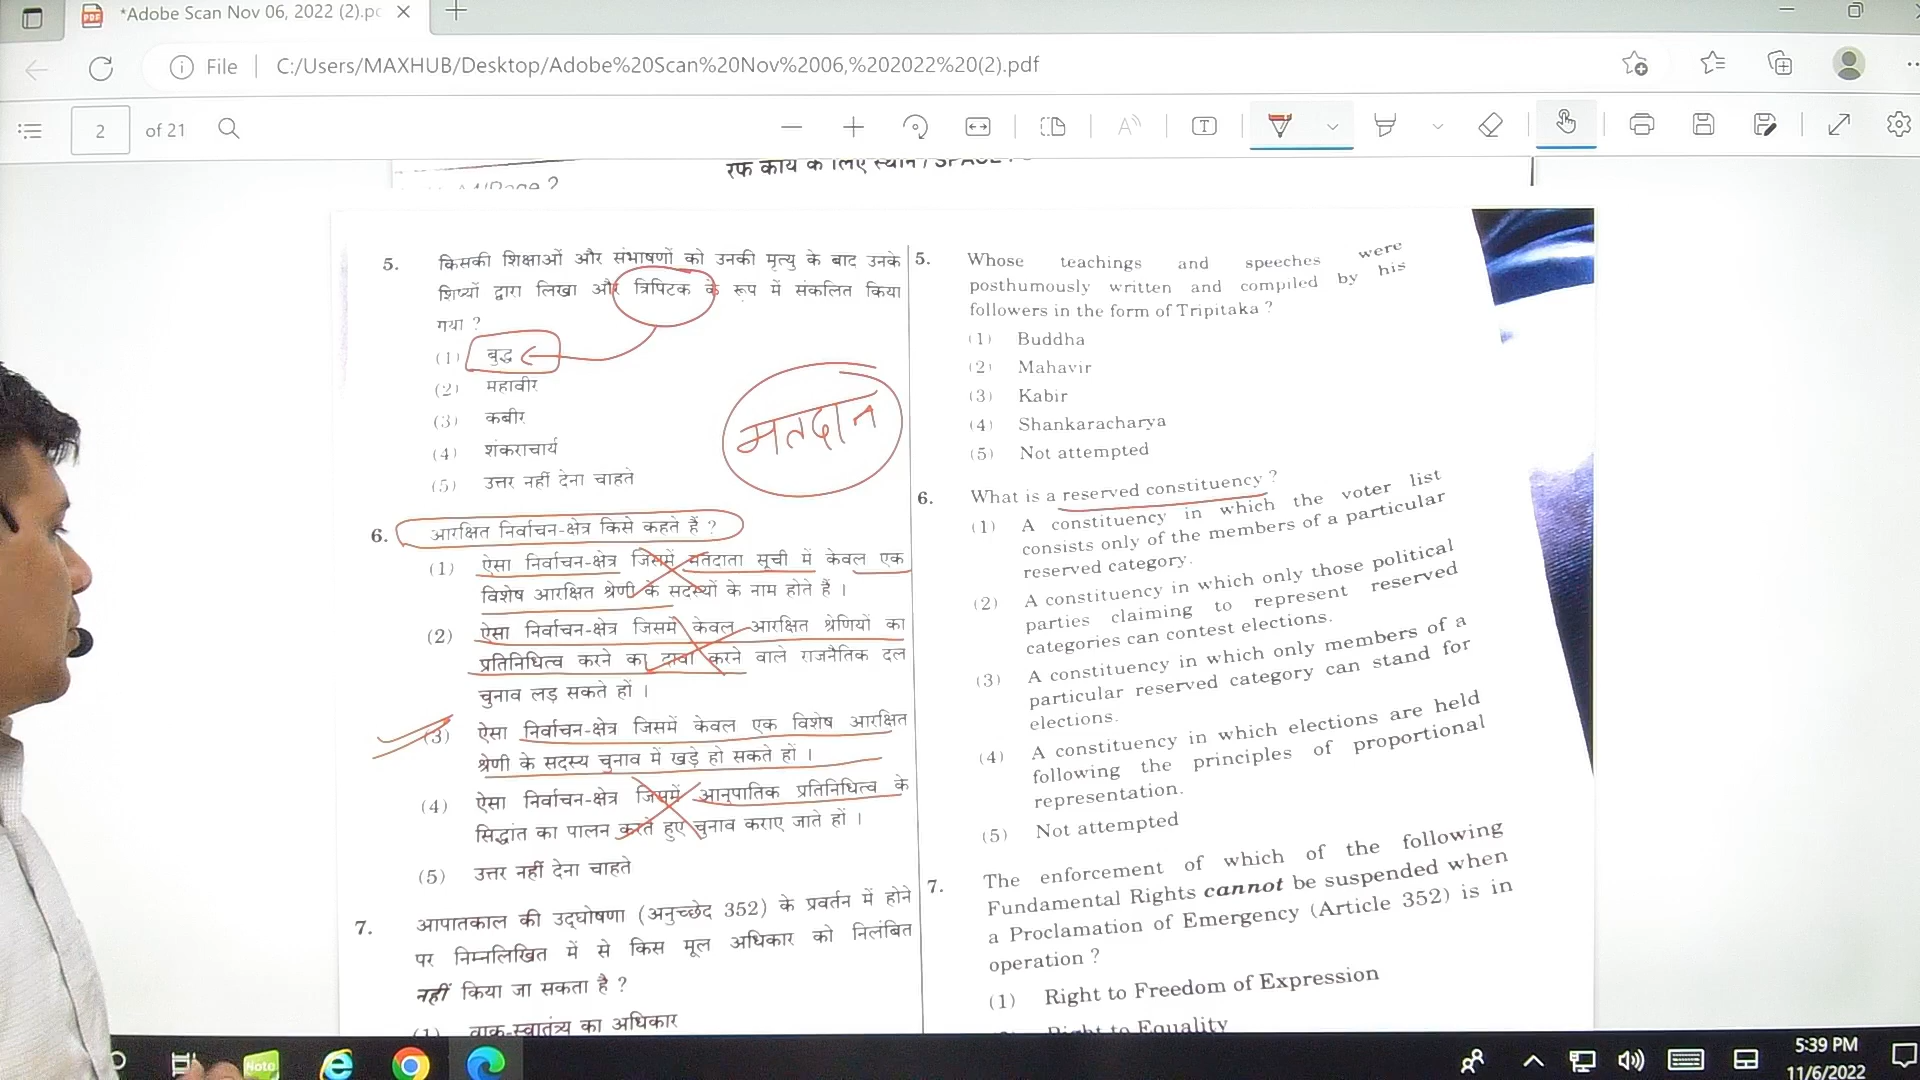 *Adobe Scan Nov 06, 2022 (2).pd
File
C:/Users/MAXHUB/Desktop/Adobe%20Scan%20Nov%2006,%202022%20(2).pdf
2 of 21
रफ कार्य के लिए स्थान / SPACE
Page 2
5. किसकी शिक्षाओं और संभाषणों को उनकी मृत्यु के बाद उनके
शिष्यों द्वारा लिखा और त्रिपिटक के रूप में संकलित किया
गया ?
(1) बुद्ध
(2) महावीर
(3) कबीर
(4) शंकराचार्य
(5) उत्तर नहीं देना चाहते
मतदान
6. आरक्षित निर्वाचन-क्षेत्र किसे कहते हैं ?
(1) ऐसा निर्वाचन-क्षेत्र जिसमें मतदाता सूची में केवल एक
विशेष आरक्षित श्रेणी के सदस्यों के नाम होते हैं ।
(2) ऐसा निर्वाचन-क्षेत्र जिसमें केवल आरक्षित श्रेणियों का
प्रतिनिधित्व करने का दावा करने वाले राजनैतिक दल
चुनाव लड़ सकते हों ।
(3) ऐसा निर्वाचन-क्षेत्र जिसमें केवल एक विशेष आरक्षित
श्रेणी के सदस्य चुनाव में खड़े हो सकते हों ।
(4) ऐसा निर्वाचन-क्षेत्र जिसमें आनुपातिक प्रतिनिधित्व के
सिद्धांत का पालन करते हुए चुनाव कराए जाते हों ।
(5) उत्तर नहीं देना चाहते
7. आपातकाल की उद्घोषणा (अनुच्छेद 352) के प्रवर्तन में होने
पर निम्नलिखित में से किस मूल अधिकार को निलंबित
नहीं किया जा सकता है ?
(1) वाक्-स्वातंत्र्य का अधिकार
5. Whose teachings and speeches were
posthumously written and compiled by his
followers in the form of Tripitaka ?
(1) Buddha
(2) Mahavir
(3) Kabir
(4) Shankaracharya
(5) Not attempted
6. What is a reserved constituency ?
(1) A constituency in which the voter list
consists only of the members of a particular
reserved category.
(2) A constituency in which only those political
parties claiming to represent reserved
categories can contest elections.
(3) A constituency in which only members of a
particular reserved category can stand for
elections.
(4) A constituency in which elections are held
following the principles of proportional
representation.
(5) Not attempted
7. The enforcement of which of the following
Fundamental Rights cannot be suspended when
a Proclamation of Emergency (Article 352) is in
operation ?
(1) Right to Freedom of Expression
Right to Equality
Note
5:39 PM
11/6/2022